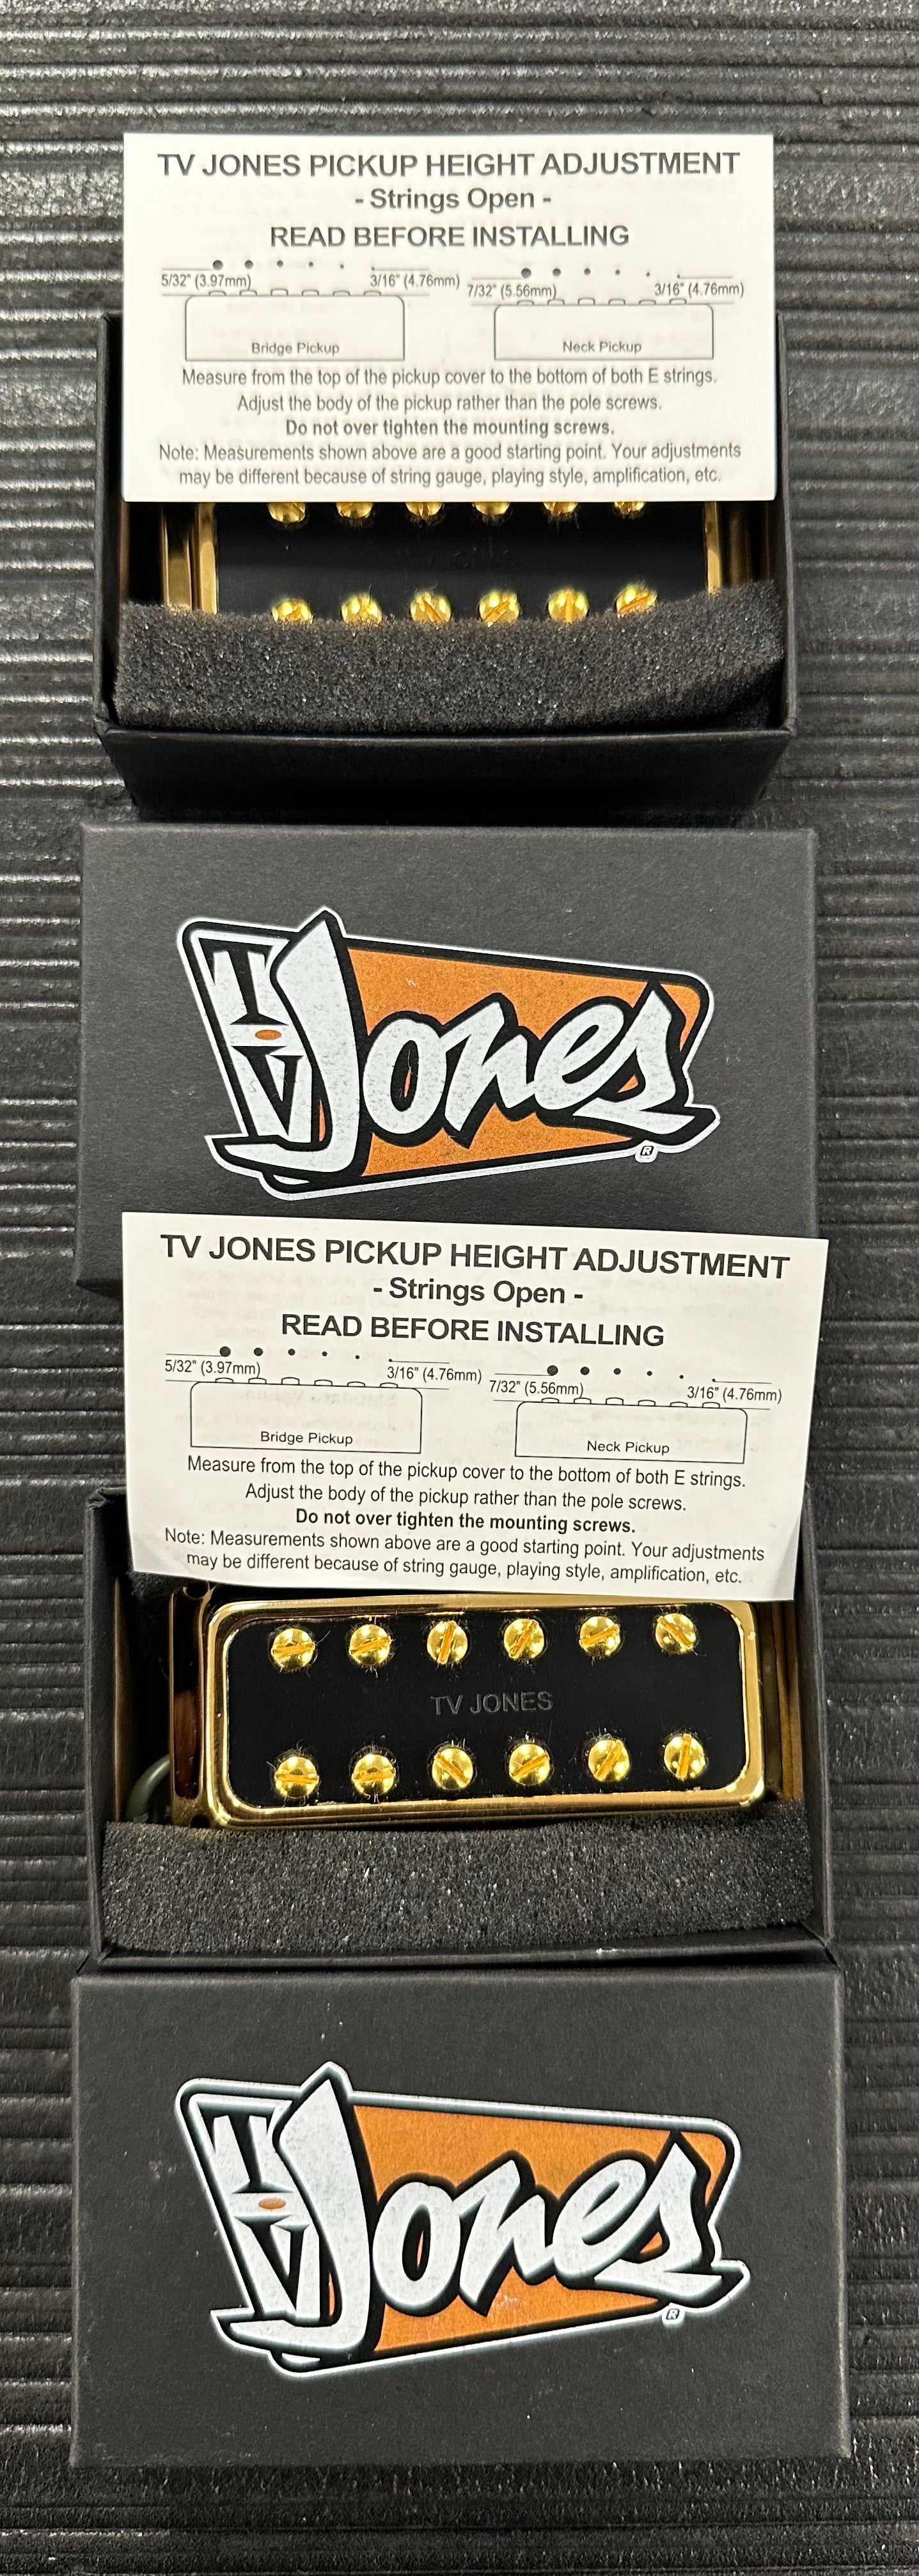 TV JONES PICKUP HEIGHT ADJUSTMENT
- Strings Open -
READ BEFORE INSTALLING
5/32" (3.97mm) 3/16" (4.76mm) 7/32" (5.56mm) 3/16" (4.76mm)
Bridge Pickup Neck Pickup
Measure from the top of the pickup cover to the bottom of both E strings.
Adjust the body of the pickup rather than the pole screws.
Do not over tighten the mounting screws.
Note: Measurements shown above are a good starting point. Your adjustments
may be different because of string gauge, playing style, amplification, etc.
TV Jones ®
TV JONES PICKUP HEIGHT ADJUSTMENT
- Strings Open -
READ BEFORE INSTALLING
5/32" (3.97mm) 3/16" (4.76mm) 7/32" (5.56mm) 3/16" (4.76mm)
Bridge Pickup Neck Pickup
Measure from the top of the pickup cover to the bottom of both E strings.
Adjust the body of the pickup rather than the pole screws.
Do not over tighten the mounting screws.
Note: Measurements shown above are a good starting point. Your adjustments
may be different because of string gauge, playing style, amplification, etc.
TV JONES
TV Jones ®